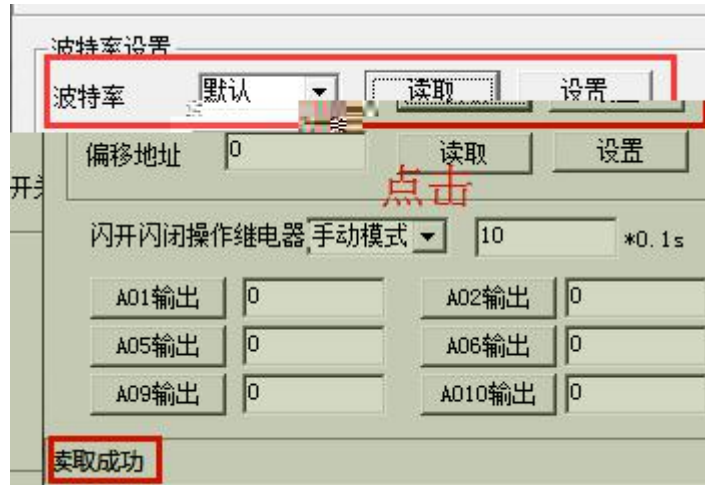 波特率设置
波特率 默认 读取 设置
偏移地址 0 读取 设置
点击
闪开闪闭操作继电器 手动模式 10 *0.1s
A01输出 0 A02输出 0
A05输出 0 A06输出 0
A09输出 0 A010输出 0
读取成功